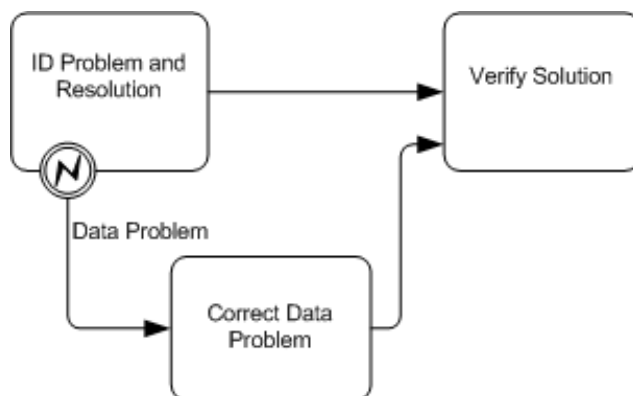 ID Problem and
Resolution
Verify Solution
Data Problem
Correct Data
Problem